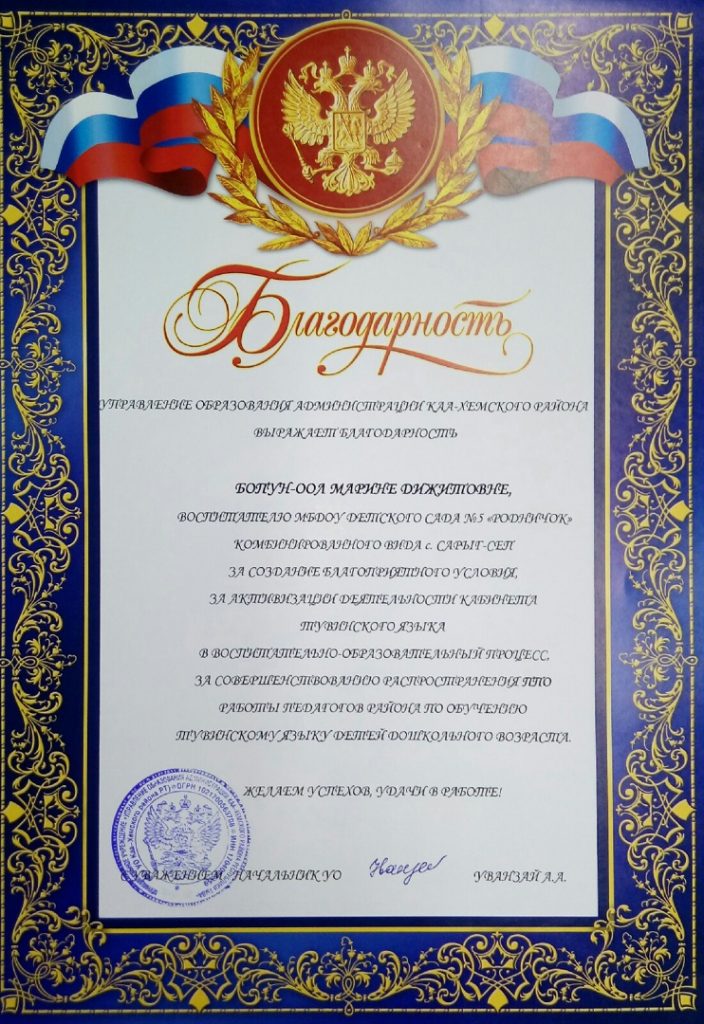 Благодарность
УПРАВЛЕНИЕ ОБРАЗОВАНИЯ АДМИНИСТРАЦИИ КАА-ХЕМСКОГО РАЙОНА
ВЫРАЖАЕТ БЛАГОДАРНОСТЬ
МАРИНЕ ДИЖИТОВНЕ,
ВОСПИТАТЕЛЮ МБДОУ ДЕТСКОГО САДА №5 «РОДНИЧОК»
КОМБИНИРОВАННОГО ВИДА с. САРЫГ-СЕП
ЗА СОЗДАНИЕ БЛАГОПРИЯТНОГО УСЛОВИЯ,
ЗА АКТИВИЗАЦИИ ДЕЯТЕЛЬНОСТИ КАБИНЕТА
ТУВИНСКОГО ЯЗЫКА
В ВОСПИТАТЕЛЬНО-ОБРАЗОВАТЕЛЬНЫЙ ПРОЦЕСС,
ЗА СОВЕРШЕНСТВОВАНИЮ РАСПРОСТРАНЕНИЯ ППО
РАБОТЫ ПЕДАГОГОВ РАЙОНА ПО ОБУЧЕНИЮ
ТУВИНСКОМУ ЯЗЫКУ ДЕТЕЙ ДОШКОЛЬНОГО ВОЗРАСТА.
ЖЕЛАЕМ УСПЕХОВ, УДАЧИ В РАБОТЕ!
УВАЖЕНИЕМ НАЧАЛЬНИК УО УВАНЗАЙ А.А.